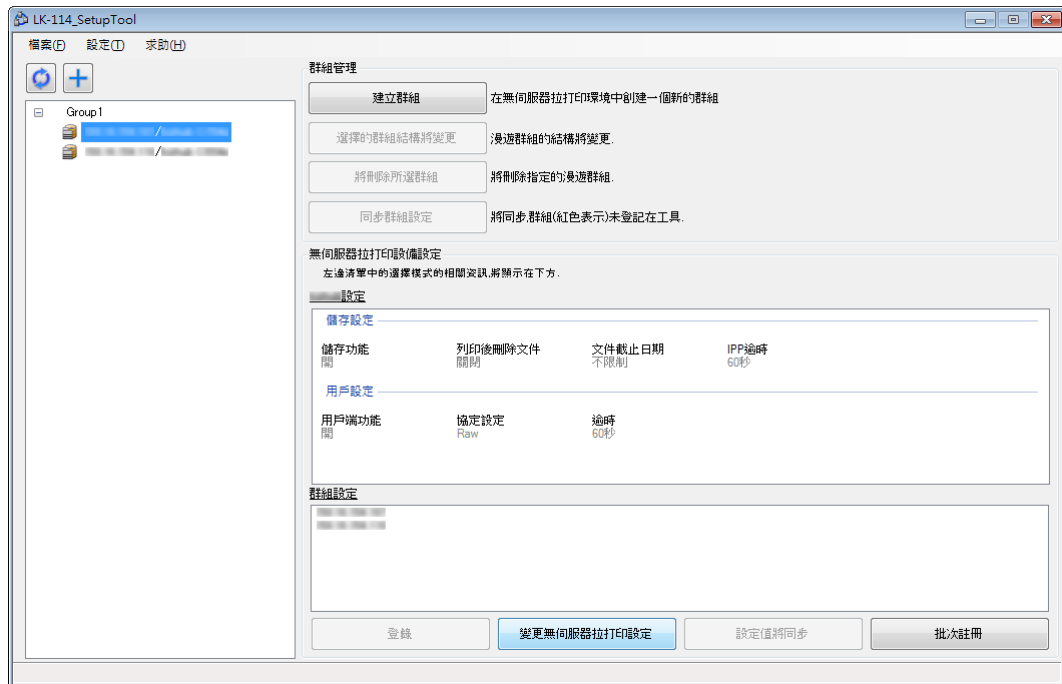 LK-114_SetupTool
檔案(F) 設定(T) 求助(H)
Group1
群組管理
建立群組 在無伺服器拉打印環境中創建一個新的群組
選擇的群組結構將變更 漫遊群組的結構將變更.
將刪除所選群組 將刪除指定的漫遊群組.
同步群組設定 將同步,群組(紅色表示)未登記在工具.
無伺服器拉打印設備設定
左邊清單中的選擇模式的相關資訊,將顯示在下方.
設定
儲存設定
儲存功能 列印後刪除文件 文件截止日期 IPP逾時
開 關閉 不限制 60秒
用戶設定
用戶端功能 協定設定 逾時
開 Raw 60秒
群組設定
登錄 變更無伺服器拉打印設定 設定值將同步 批次註冊